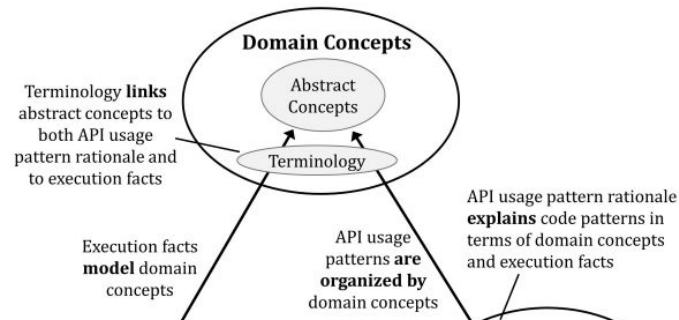 Domain Concepts
Abstract
Concepts
Terminology
Terminology links
abstract concepts to
both API usage
pattern rationale and
to execution facts
API usage pattern rationale
explains code patterns in
terms of domain concepts
and execution facts
Execution facts
model domain
concepts
API usage
patterns are
organized by
domain concepts